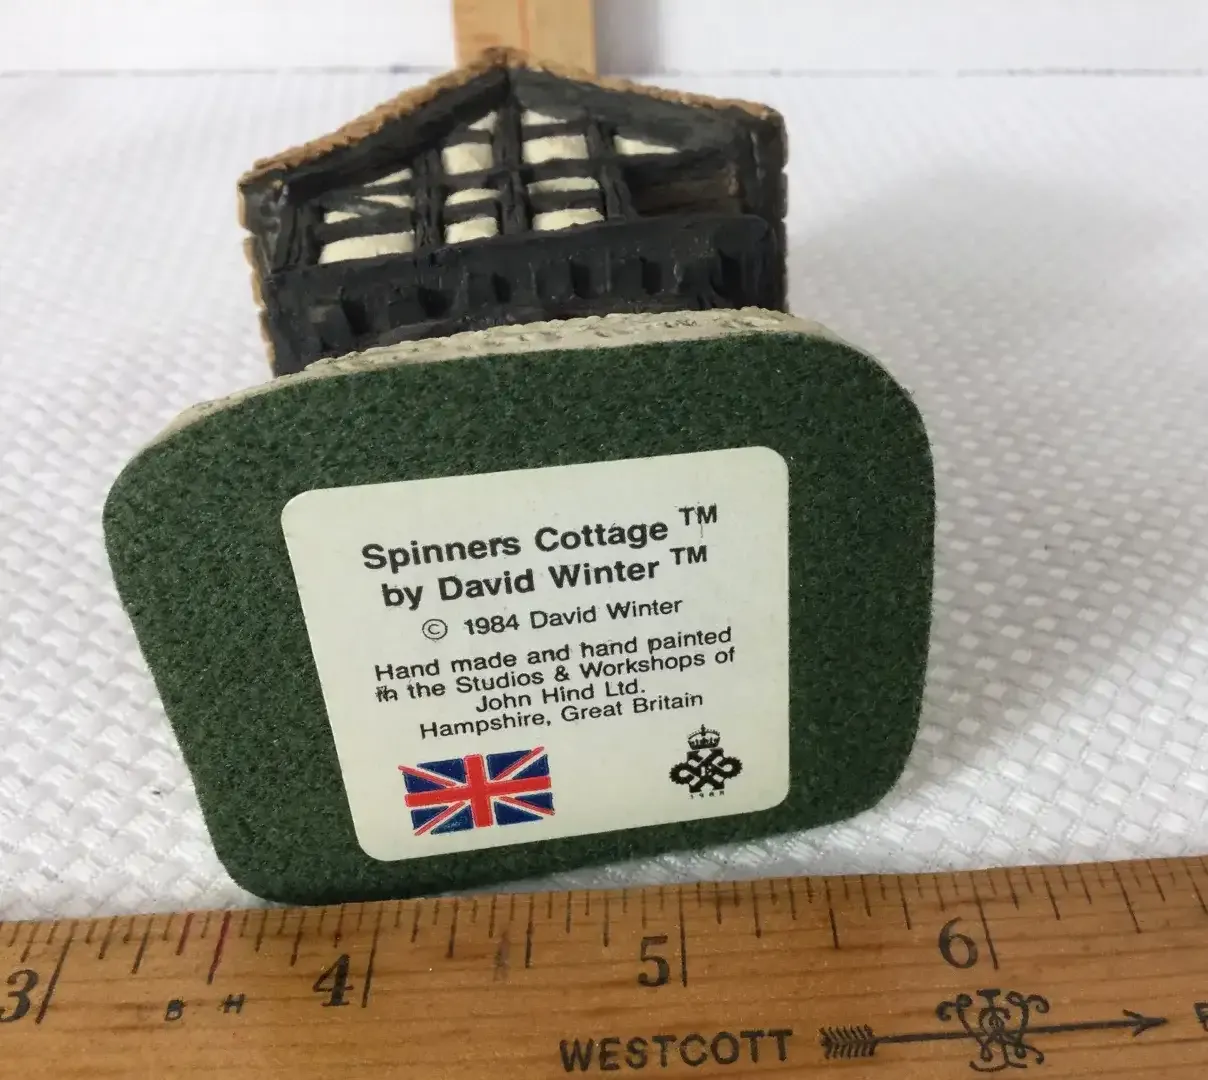 Spinners Cottage ™
by David Winter ™
© 1984 David Winter
Hand made and hand painted
in the Studios & Workshops of
John Hind Ltd.
Hampshire, Great Britain
3 4 5 6
B H
WESTCOTT